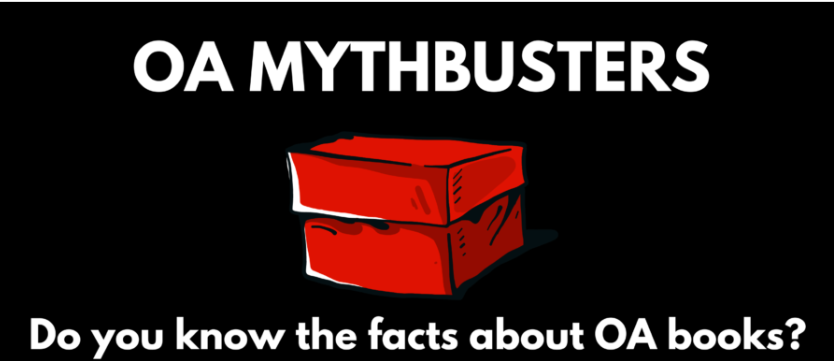 OA MYTHBUSTERS
Do you know the facts about OA books?